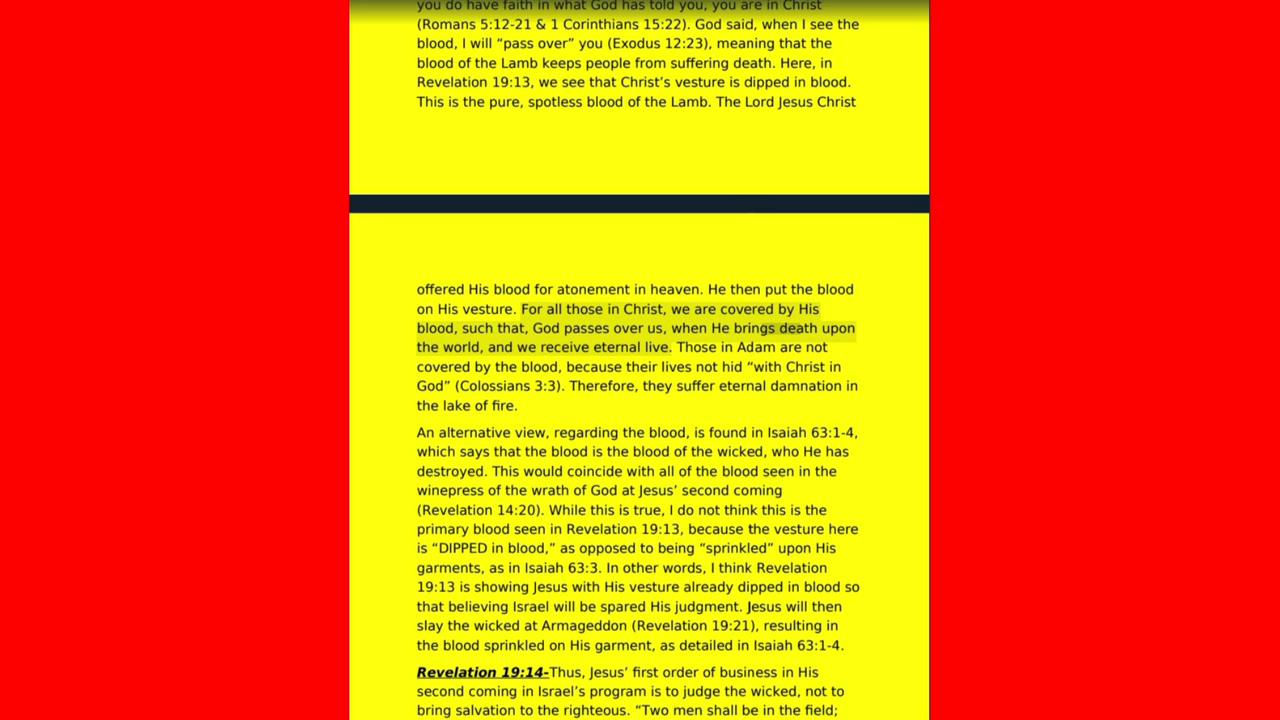 you do have faith in what God has told you, you are in Christ
(Romans 5:12-21 & 1 Corinthians 15:22). God said, when I see the
blood, I will “pass over” you (Exodus 12:23), meaning that the
blood of the Lamb keeps people from suffering death. Here, in
Revelation 19:13, we see that Christ’s vesture is dipped in blood.
This is the pure, spotless blood of the Lamb. The Lord Jesus Christ
offered His blood for atonement in heaven. He then put the blood
on His vesture. For all those in Christ, we are covered by His
blood, such that, God passes over us, when He brings death upon
the world, and we receive eternal live. Those in Adam are not
covered by the blood, because their lives not hid “with Christ in
God” (Colossians 3:3). Therefore, they suffer eternal damnation in
the lake of fire.
An alternative view, regarding the blood, is found in Isaiah 63:1-4,
which says that the blood is the blood of the wicked, who He has
destroyed. This would coincide with all of the blood seen in the
winepress of the wrath of God at Jesus’ second coming
(Revelation 14:20). While this is true, I do not think this is the
primary blood seen in Revelation 19:13, because the vesture here
is “DIPPED in blood,” as opposed to being “sprinkled” upon His
garments, as in Isaiah 63:3. In other words, I think Revelation
19:13 is showing Jesus with His vesture already dipped in blood so
that believing Israel will be spared His judgment. Jesus will then
slay the wicked at Armageddon (Revelation 19:21), resulting in
the blood sprinkled on His garment, as detailed in Isaiah 63:1-4.
Revelation 19:14-Thus, Jesus’ first order of business in His
second coming in Israel’s program is to judge the wicked, not to
bring salvation to the righteous. “Two men shall be in the field;